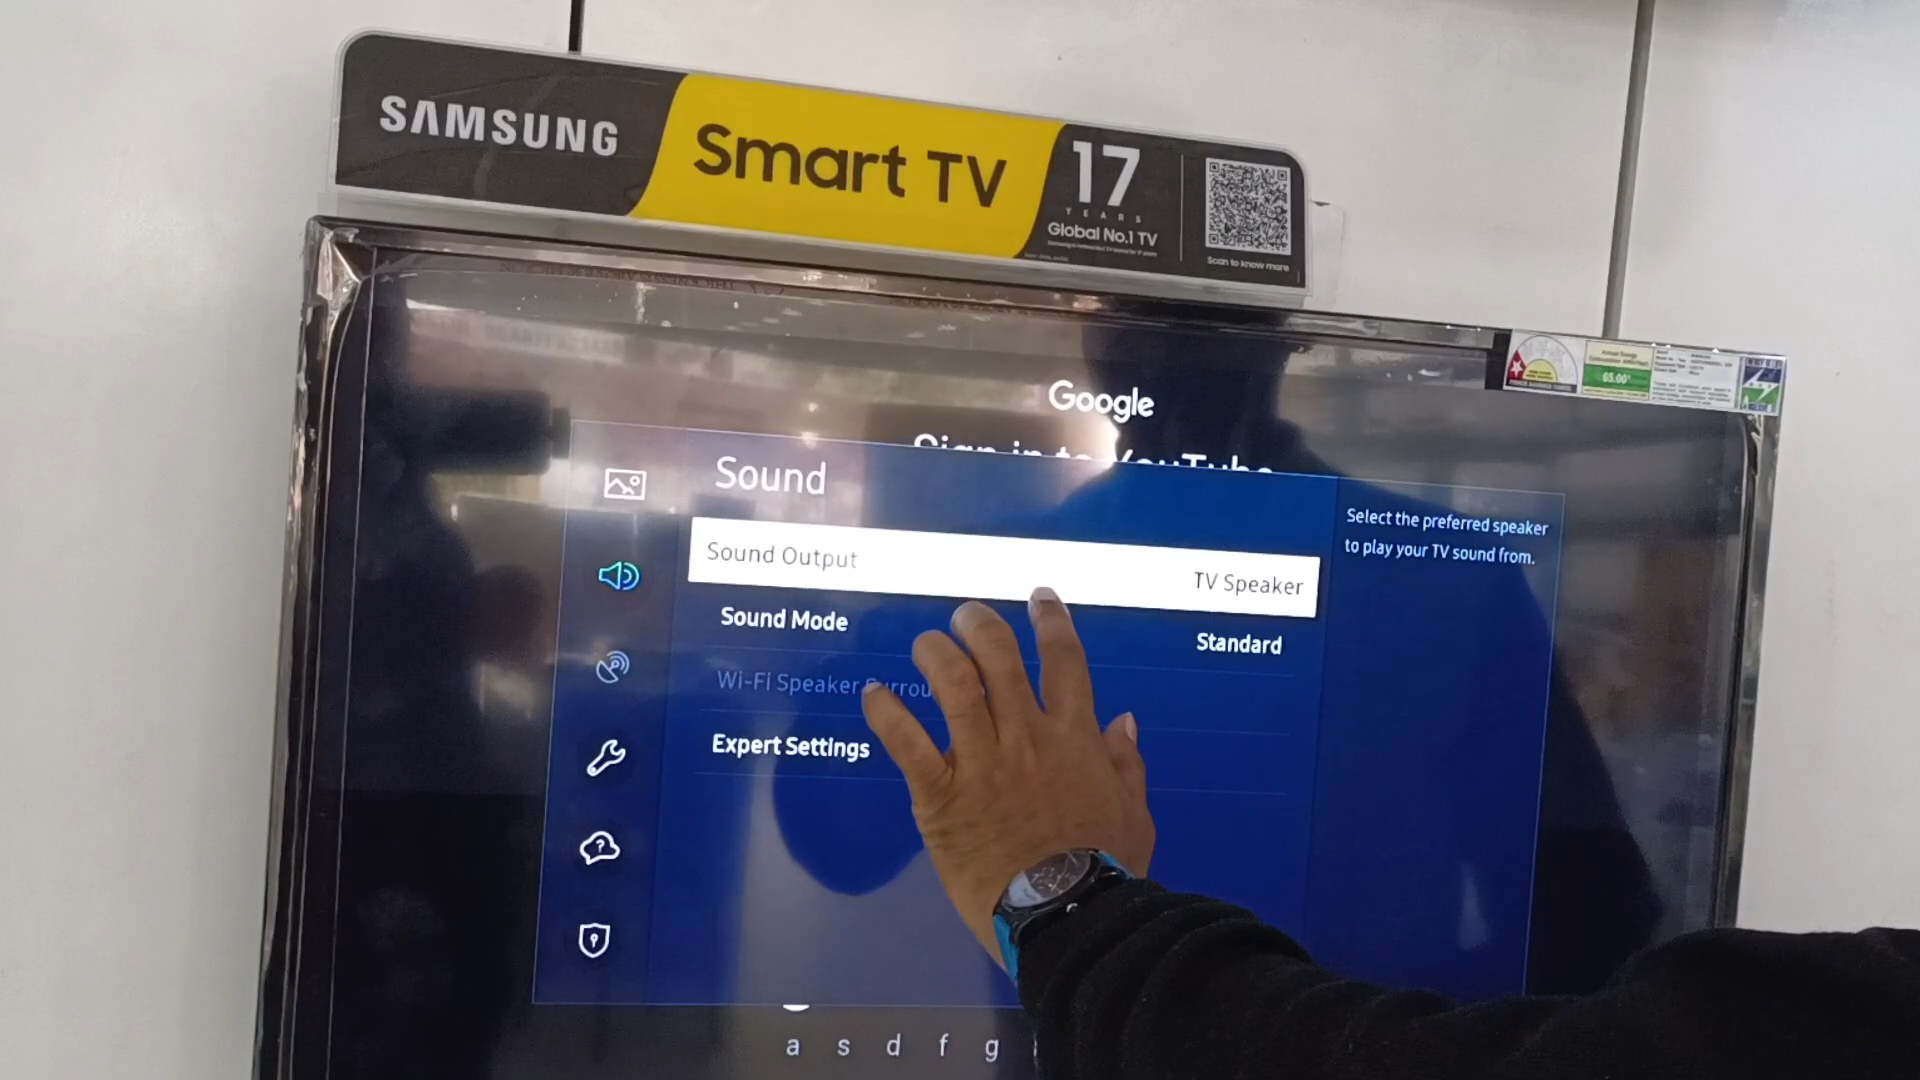 SAMSUNG
Smart TV
17
YEARS
Global No.1 TV
Scan to know more
65.00
Google
Sign in to YouTube
Sound
Sound Output
TV Speaker
Sound Mode
Standard
Wi-Fi Speaker
Expert Settings
Select the preferred speaker
to play your TV sound from.
a s d f g